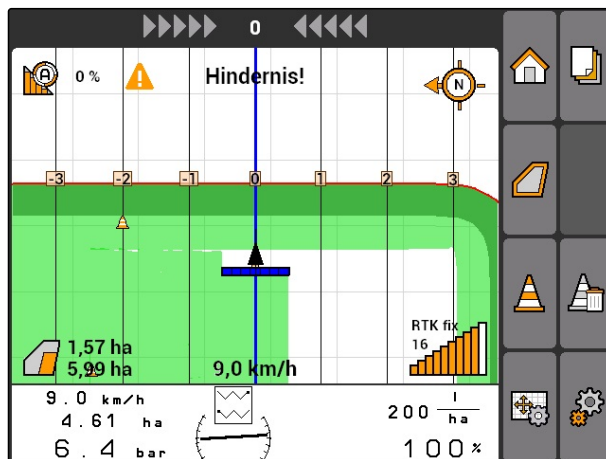 0
A 0 % Hindernis! N
-3 -2 -1 0 1 2 3
RTK fix
1,57 ha 16
5,99 ha 9,0 km/h
9.0 km/h
4.61 ha 200 l/ha
6.4 bar 100 %